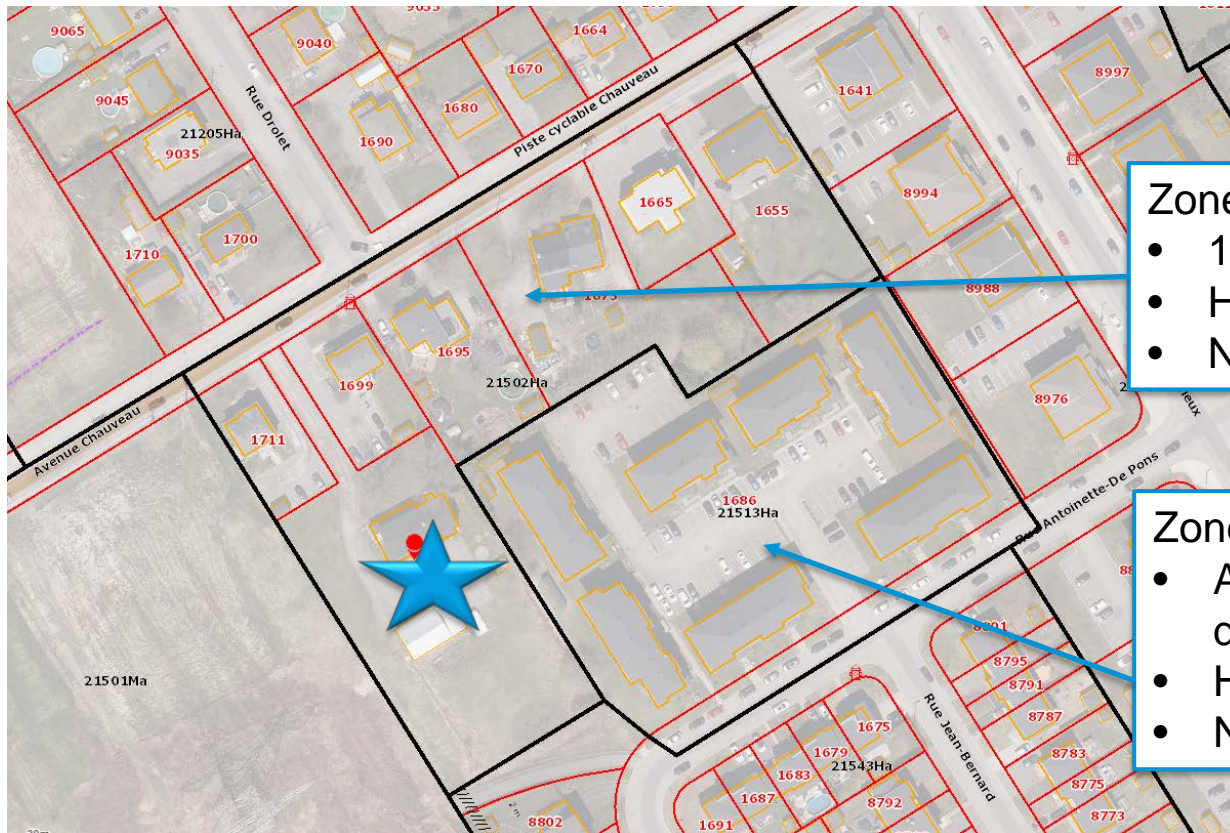 9065
9040
1664
1670
9045
1680
1641
8997
Rue Drolet
Piste cyclable Chauveau
21205Ha
9035
1690
1665
8994
1655
1700
1710
Zone
• 1
• H
• N
8988
1695
1699
21502Ha
8976
1711
Avenue Chauveau
1686
21513Ha
Rue Antoinette-De Pons
Zone
• A
d
• H
• N
8801
8795
8791
8787
8783
8775
8773
21501Ma
Rue Jean-Bernard
1675
1679
1683
1687
1691
21543Ha
8792
8802
2 m